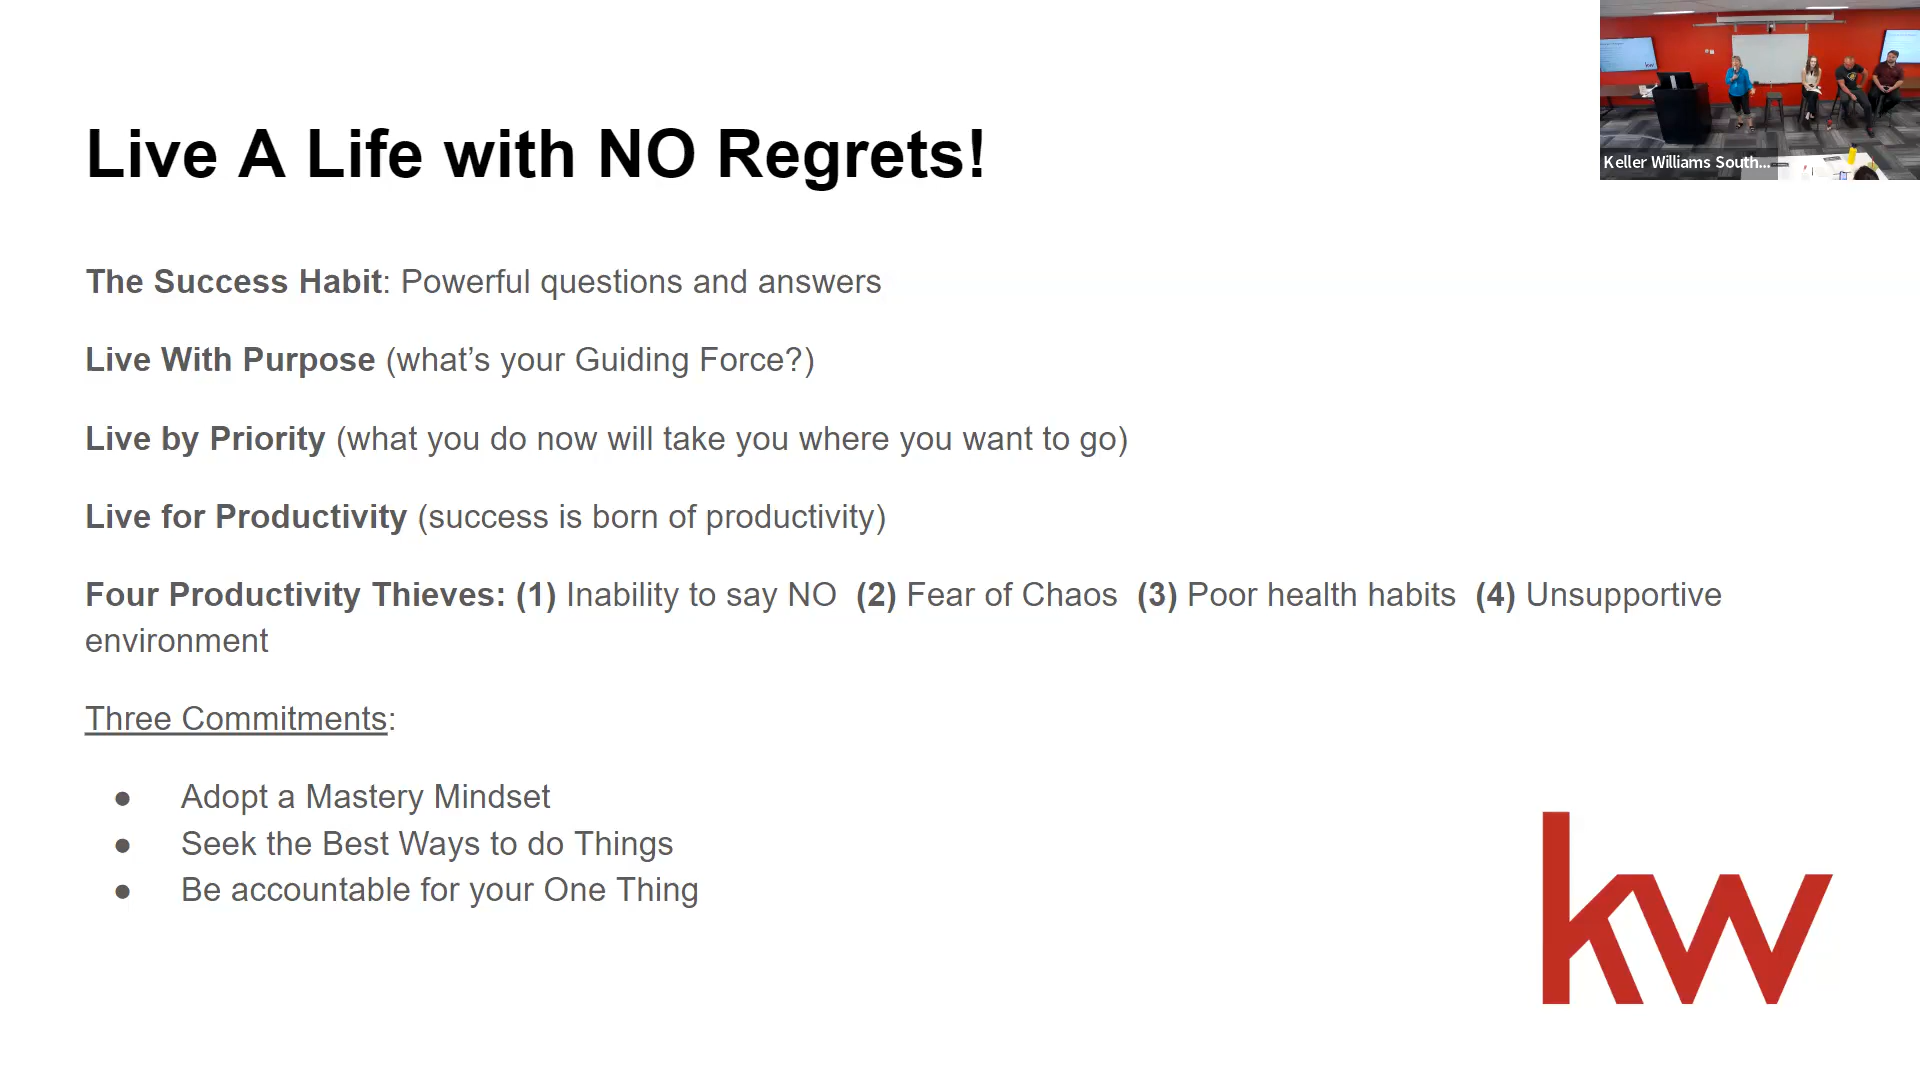 Live A Life with NO Regrets!
The Success Habit: Powerful questions and answers
Live With Purpose (what’s your Guiding Force?)
Live by Priority (what you do now will take you where you want to go)
Live for Productivity (success is born of productivity)
Four Productivity Thieves: (1) Inability to say NO (2) Fear of Chaos (3) Poor health habits (4) Unsupportive
environment
Three Commitments:
● Adopt a Mastery Mindset
● Seek the Best Ways to do Things
● Be accountable for your One Thing
kw
Keller Williams South...